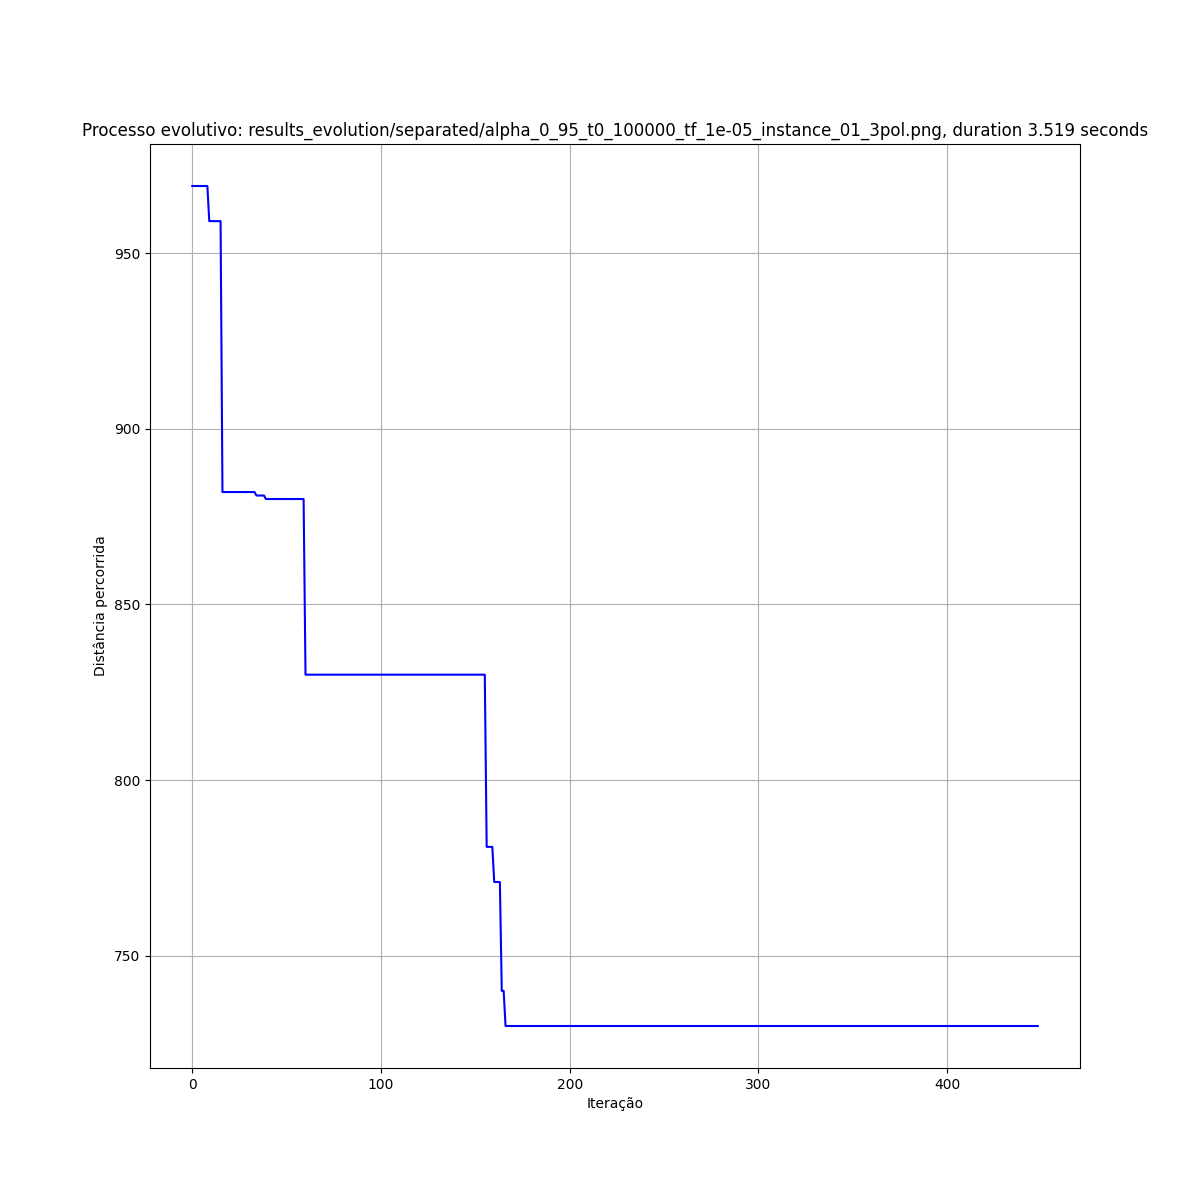 Processo evolutivo: results_evolution/separated/alpha_0_95_t0_100000_tf_1e-05_instance_01_3pol.png, duration 3.519 seconds
950
900
850
800
750
Distância percorrida
0 100 200 300 400
Iteração